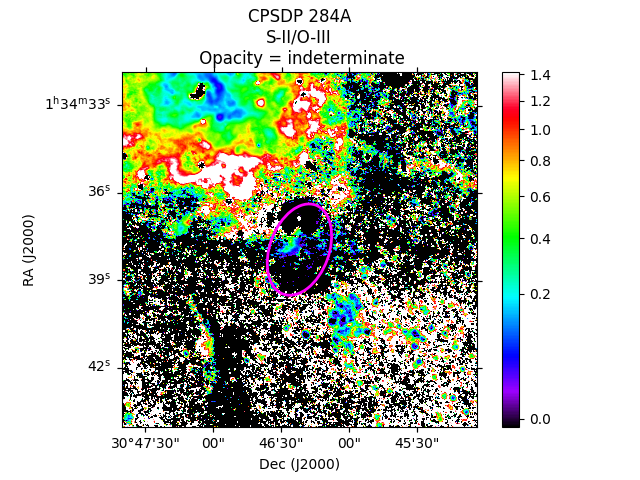 CPSDP 284A
S-II/O-III
Opacity = indeterminate
1ʰ34ᵐ33ˢ
36ˢ
39ˢ
42ˢ
RA (J2000)
30°47'30" 00" 46'30" 00" 45'30"
Dec (J2000)
1.4
1.2
1.0
0.8
0.6
0.4
0.2
0.0